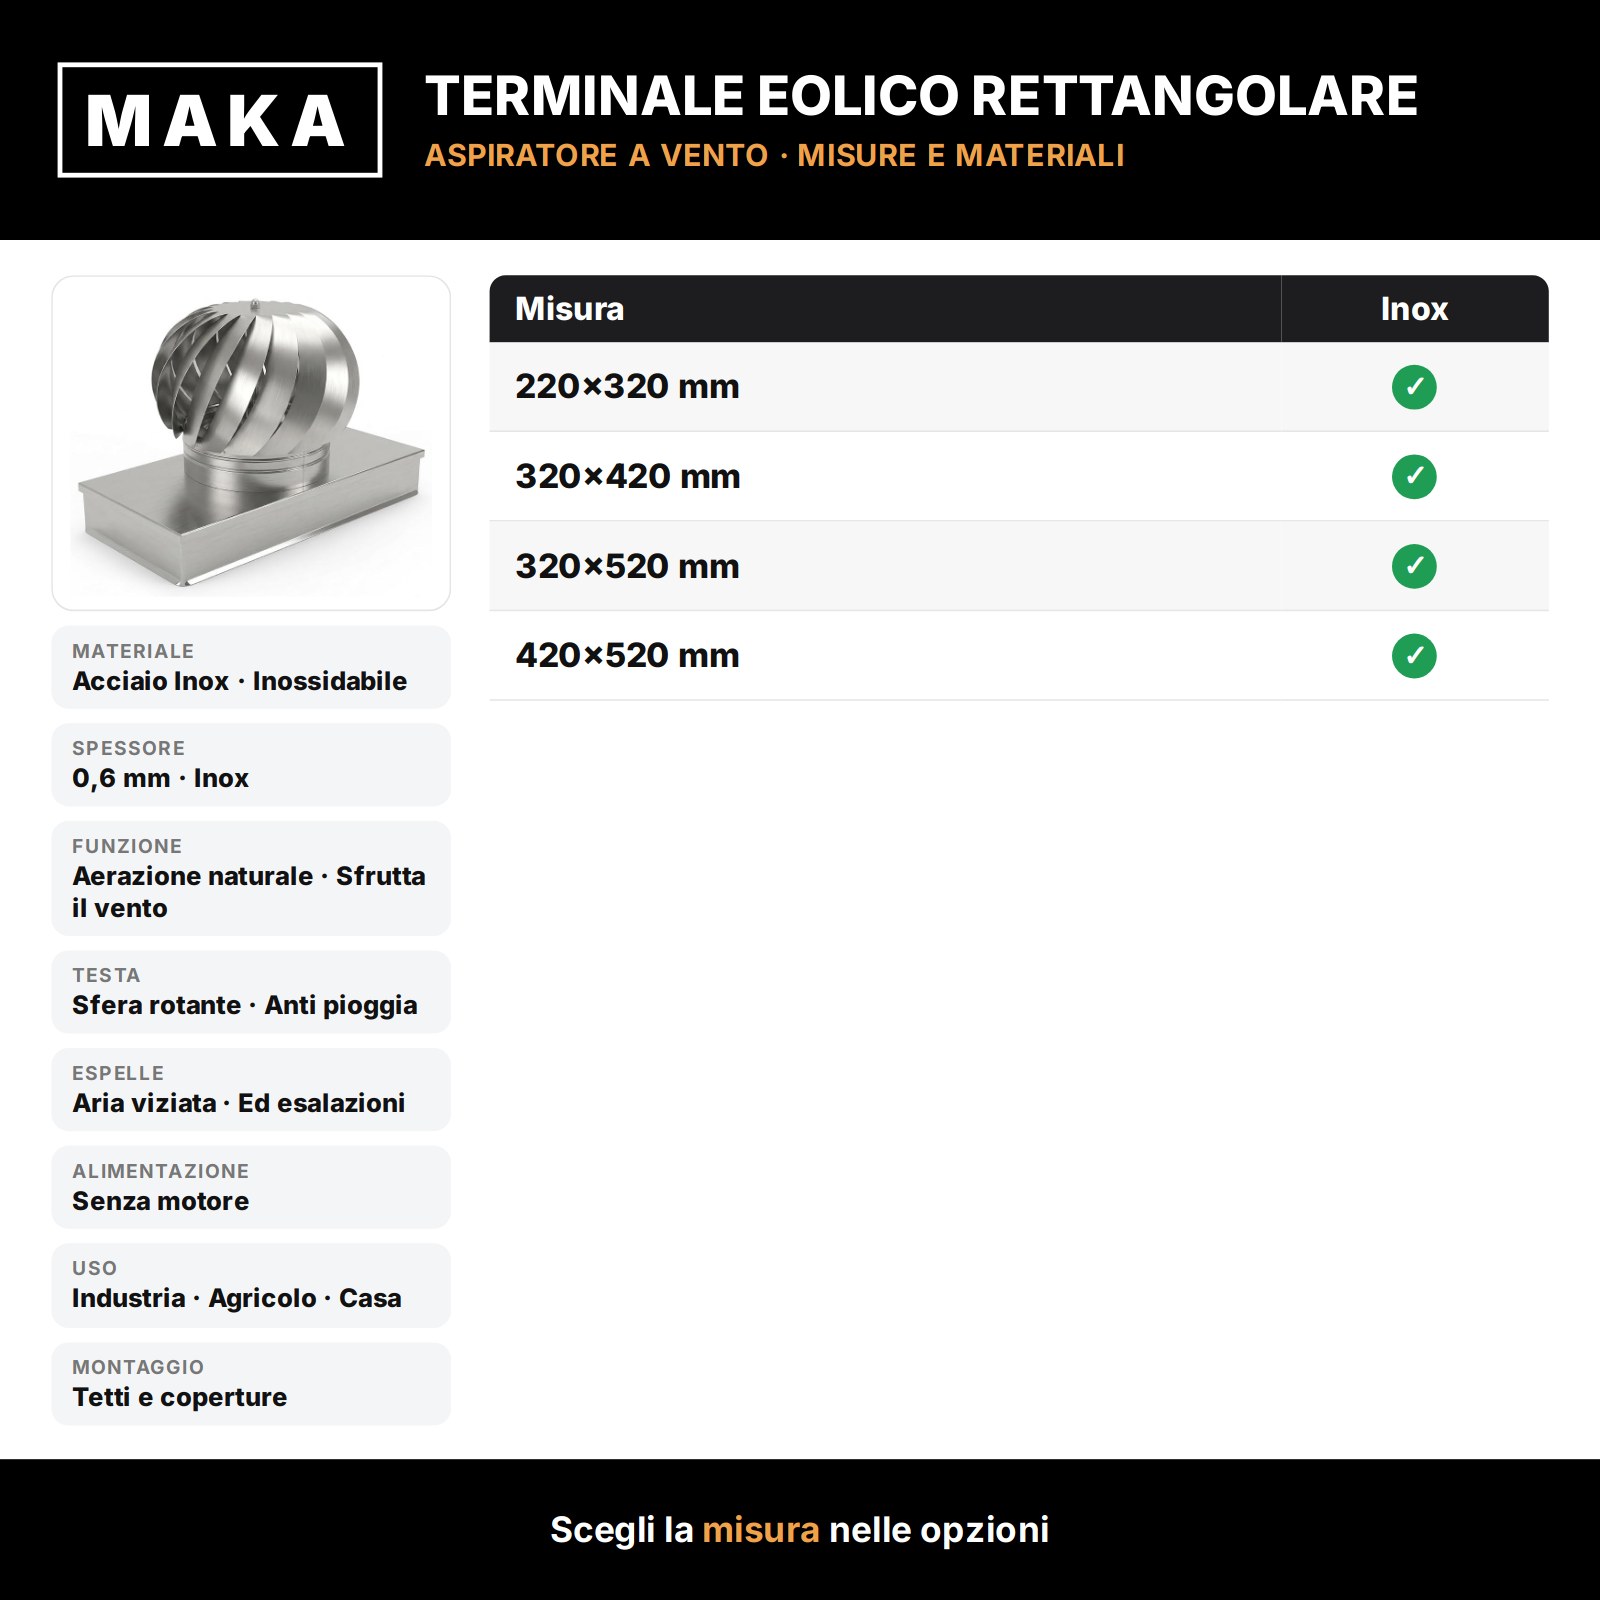 MAKA
TERMINALE EOLICO RETTANGOLARE
ASPIRATORE A VENTO · MISURE E MATERIALI
MATERIALE
Acciaio Inox · Inossidabile
SPESSORE
0,6 mm · Inox
FUNZIONE
Aerazione naturale · Sfrutta
il vento
TESTA
Sfera rotante · Anti pioggia
ESPELLE
Aria viziata · Ed esalazioni
ALIMENTAZIONE
Senza motore
USO
Industria · Agricolo · Casa
MONTAGGIO
Tetti e coperture
Misura Inox
220×320 mm ✓
320×420 mm ✓
320×520 mm ✓
420×520 mm ✓
Scegli la misura nelle opzioni